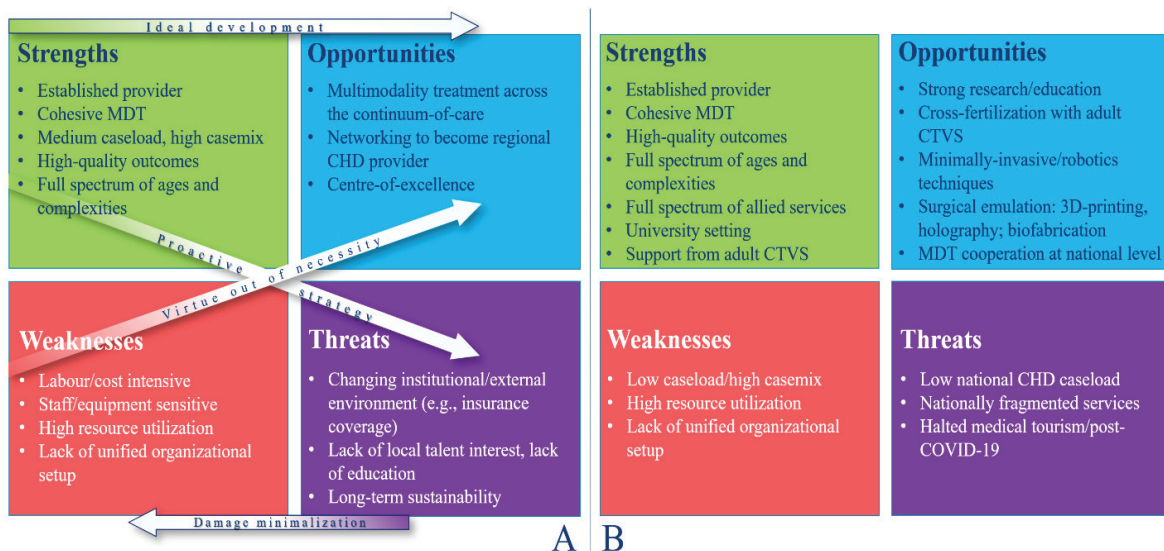 Ideal development
Strengths
• Established provider
• Cohesive MDT
• Medium caseload, high casemix
• High-quality outcomes
• Full spectrum of ages and
complexities
Opportunities
• Multimodality treatment across
the continuum-of-care
• Networking to become regional
CHD provider
• Centre-of-excellence
Proactive
strategy
Virtue out of necessity
Weaknesses
• Labour/cost intensive
• Staff/equipment sensitive
• High resource utilization
• Lack of unified organizational
setup
Threats
• Changing institutional/external
environment (e.g., insurance
coverage)
• Lack of local talent interest, lack
of education
• Long-term sustainability
Damage minimalization
A
B
Strengths
• Established provider
• Cohesive MDT
• High-quality outcomes
• Full spectrum of ages and
complexities
• Full spectrum of allied services
• University setting
• Support from adult CTVS
Opportunities
• Strong research/education
• Cross-fertilization with adult
CTVS
• Minimally-invasive/robotics
techniques
• Surgical emulation: 3D-printing,
holography; biofabrication
• MDT cooperation at national level
Weaknesses
• Low caseload/high casemix
• High resource utilization
• Lack of unified organizational
setup
Threats
• Low national CHD caseload
• Nationally fragmented services
• Halted medical tourism/post-
COVID-19